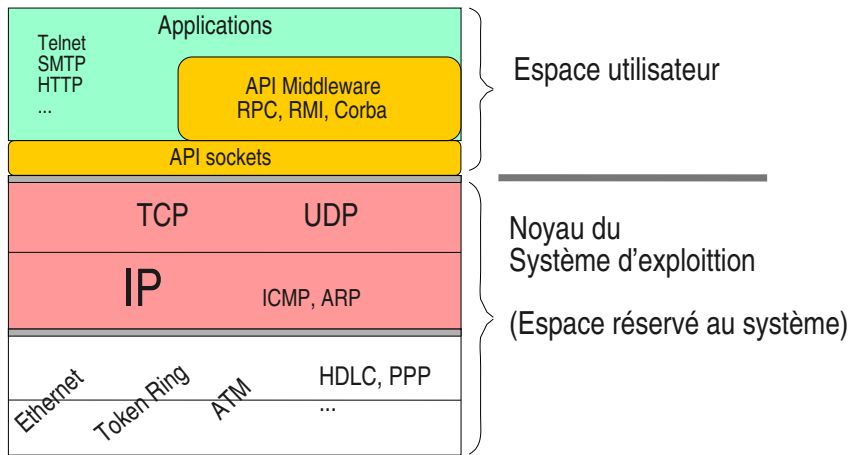 Applications
Telnet
SMTP
HTTP
...
API Middleware
RPC, RMI, Corba
API sockets
Espace utilisateur
TCP
UDP
IP
ICMP, ARP
Noyau du
Système d'exploittion
(Espace réservé au système)
Ethernet
Token Ring
ATM
HDLC, PPP
...